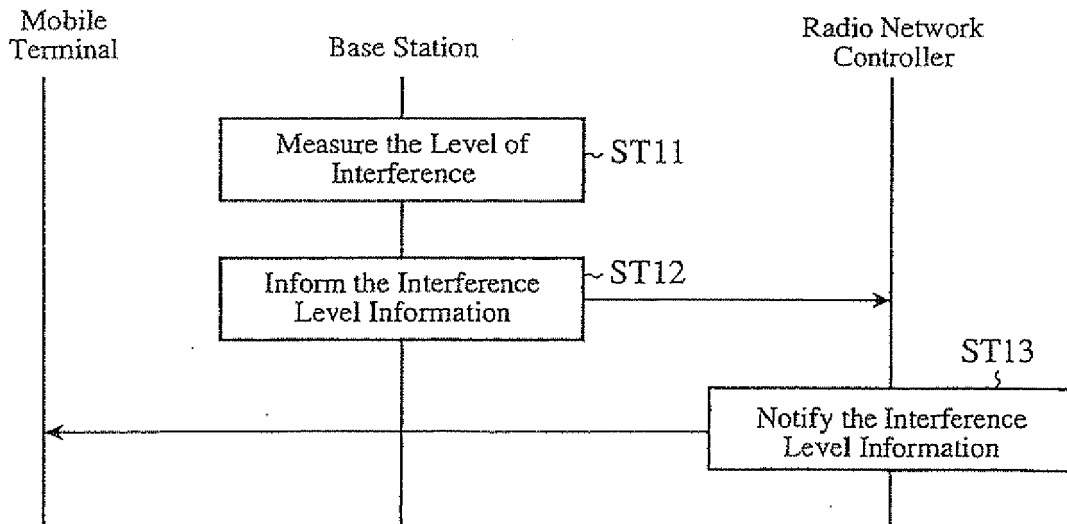 Mobile
Terminal
Base Station
Radio Network
Controller
Measure the Level of
Interference
ST11
Inform the Interference
Level Information
ST12
ST13
Notify the Interference
Level Information